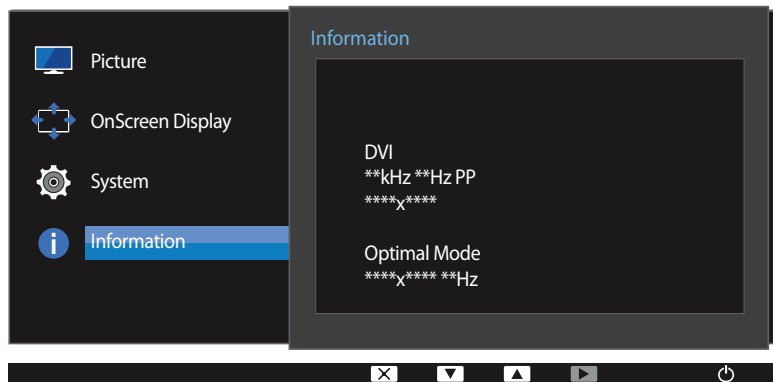 Picture
OnScreen Display
System
Information
Information
DVI
**kHz **Hz PP
****x****
Optimal Mode
****x**** **Hz